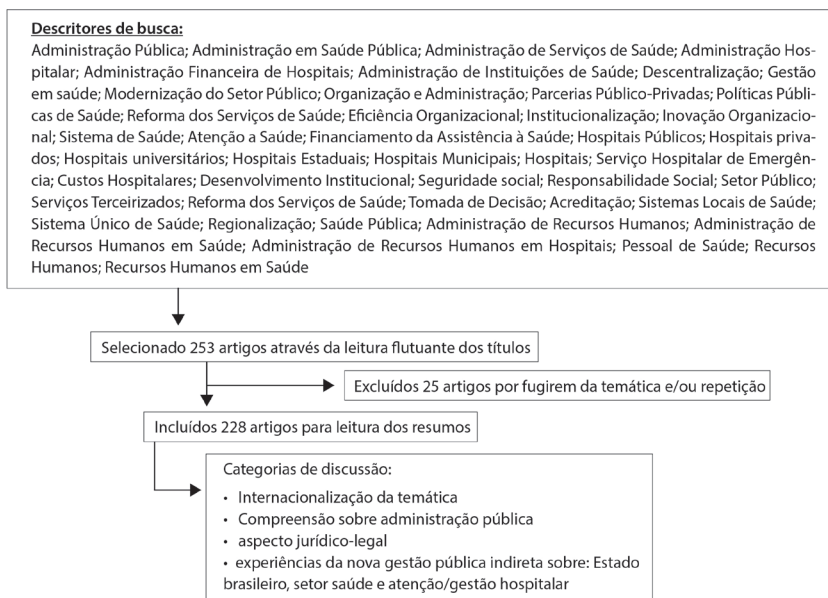 Descritores de busca:
Administração Pública; Administração em Saúde Pública; Administração de Serviços de Saúde; Administração Hos-
pitalar; Administração Financeira de Hospitais; Administração de Instituições de Saúde; Descentralização; Gestão
em saúde; Modernização do Setor Público; Organização e Administração; Parcerias Público-Privadas; Políticas Públi-
cas de Saúde; Reforma dos Serviços de Saúde; Eficiência Organizacional; Institucionalização; Inovação Organizacio-
nal; Sistema de Saúde; Atenção a Saúde; Financiamento da Assistência à Saúde; Hospitais Públicos; Hospitais priva-
dos; Hospitais universitários; Hospitais Estaduais; Hospitais Municipais; Hospitais; Serviço Hospitalar de Emergên-
cia; Custos Hospitalares; Desenvolvimento Institucional; Seguridade social; Responsabilidade Social; Setor Público;
Serviços Terceirizados; Reforma dos Serviços de Saúde; Tomada de Decisão; Acreditação; Sistemas Locais de Saúde;
Sistema Único de Saúde; Regionalização; Saúde Pública; Administração de Recursos Humanos; Administração de
Recursos Humanos em Saúde; Administração de Recursos Humanos em Hospitais; Pessoal de Saúde; Recursos
Humanos; Recursos Humanos em Saúde
Selecionado 253 artigos através da leitura flutuante dos títulos
Excluídos 25 artigos por fugirem da temática e/ou repetição
Incluídos 228 artigos para leitura dos resumos
Categorias de discussão:
• Internacionalização da temática
• Compreensão sobre administração pública
• aspecto jurídico-legal
• experiências da nova gestão pública indireta sobre: Estado
brasileiro, setor saúde e atenção/gestão hospitalar